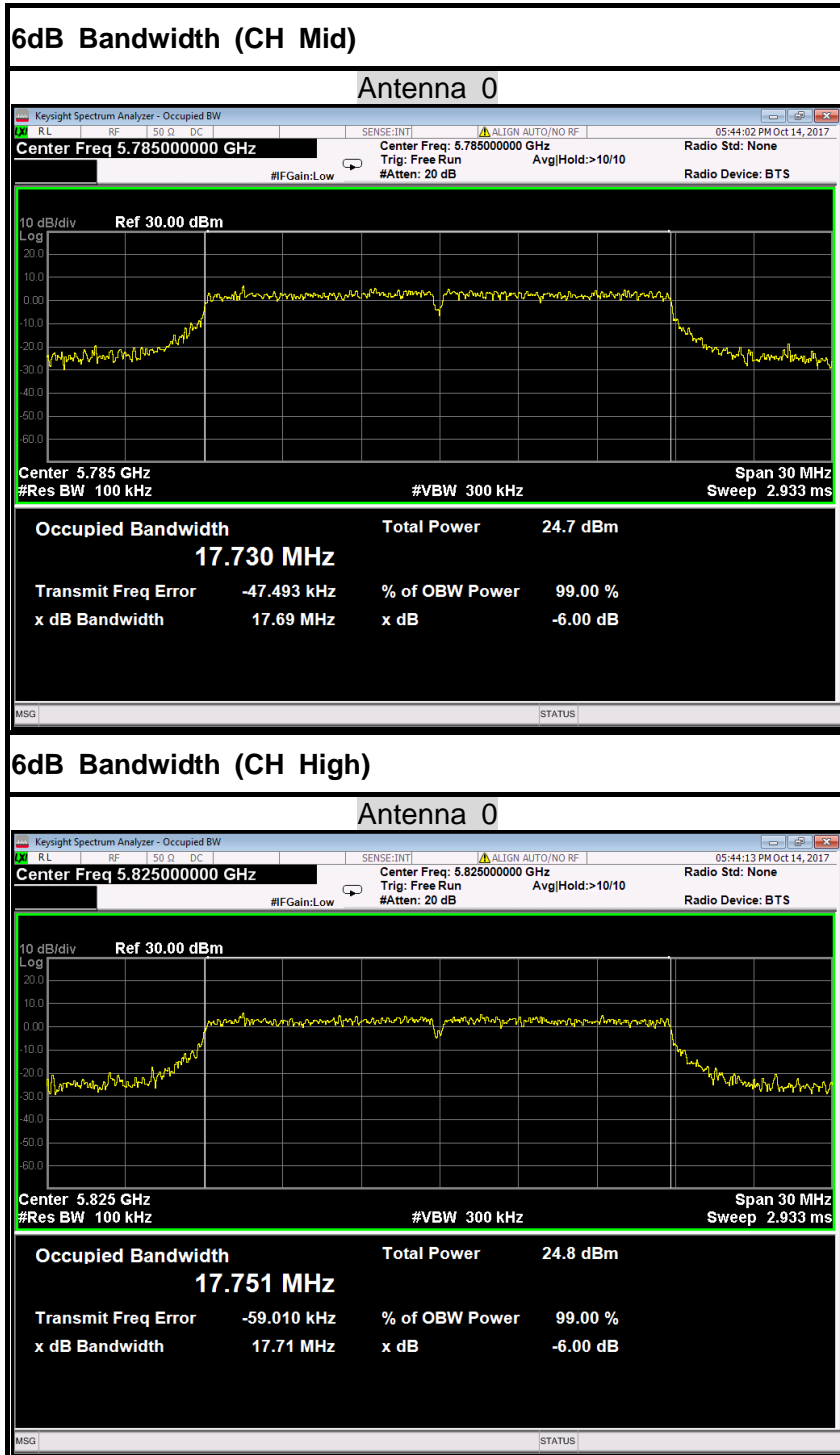 6dB Bandwidth (CH Mid)
Antenna 0
Keysight Spectrum Analyzer - Occupied BW
LXI RL RF 50 Ω DC SENSE:INT ALIGN AUTO/NO RF 05:44:02 PM Oct 14, 2017
Center Freq 5.785000000 GHz Center Freq: 5.785000000 GHz Radio Std: None
Trig: Free Run Avg|Hold:>10/10
#IFGain:Low #Atten: 20 dB Radio Device: BTS
10 dB/div Ref 30.00 dBm
Log
20.0
10.0
0.00
-10.0
-20.0
-30.0
-40.0
-50.0
-60.0
Center 5.785 GHz Span 30 MHz
#Res BW 100 kHz #VBW 300 kHz Sweep 2.933 ms
Occupied Bandwidth Total Power 24.7 dBm
17.730 MHz
Transmit Freq Error -47.493 kHz % of OBW Power 99.00 %
x dB Bandwidth 17.69 MHz x dB -6.00 dB
MSG STATUS
6dB Bandwidth (CH High)
Antenna 0
Keysight Spectrum Analyzer - Occupied BW
LXI RL RF 50 Ω DC SENSE:INT ALIGN AUTO/NO RF 05:44:13 PM Oct 14, 2017
Center Freq 5.825000000 GHz Center Freq: 5.825000000 GHz Radio Std: None
Trig: Free Run Avg|Hold:>10/10
#IFGain:Low #Atten: 20 dB Radio Device: BTS
10 dB/div Ref 30.00 dBm
Log
20.0
10.0
0.00
-10.0
-20.0
-30.0
-40.0
-50.0
-60.0
Center 5.825 GHz Span 30 MHz
#Res BW 100 kHz #VBW 300 kHz Sweep 2.933 ms
Occupied Bandwidth Total Power 24.8 dBm
17.751 MHz
Transmit Freq Error -59.010 kHz % of OBW Power 99.00 %
x dB Bandwidth 17.71 MHz x dB -6.00 dB
MSG STATUS